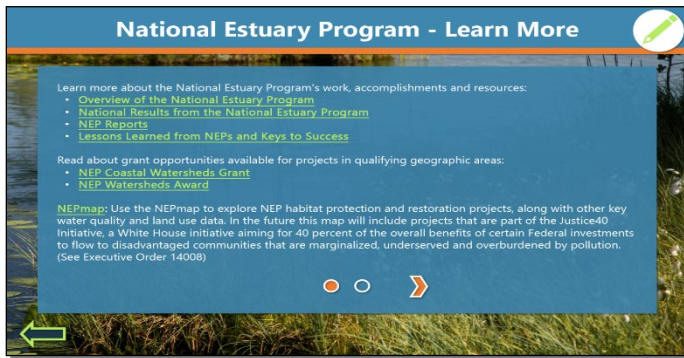 National Estuary Program - Learn More
Learn more about the National Estuary Program's work, accomplishments and resources:
• Overview of the National Estuary Program
• National Results from the National Estuary Program
• NEP Reports
• Lessons Learned from NEPs and Keys to Success
Read about grant opportunities available for projects in qualifying geographic areas:
• NEP Coastal Watersheds Grant
• NEP Watersheds Award
NEPmap: Use the NEPmap to explore NEP habitat protection and restoration projects, along with other key
water quality and land use data. In the future this map will include projects that are part of the Justice40
Initiative, a White House initiative aiming for 40 percent of the overall benefits of certain Federal investments
to flow to disadvantaged communities that are marginalized, underserved and overburdened by pollution.
(See Executive Order 14008)